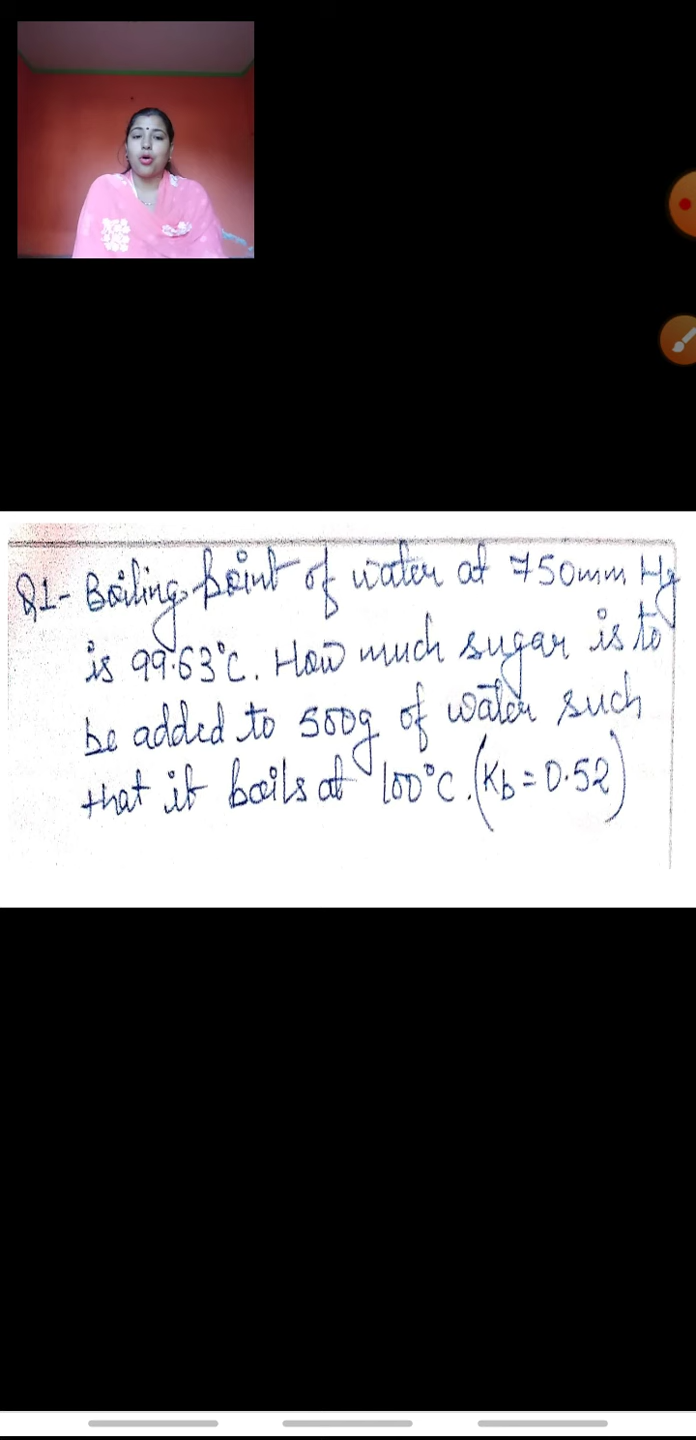 Q1- Boiling point of water at 750mm Hg
is 99.63°C. How much sugar is to
be added to 500g of water such
that it boils at 100°C. (Kb = 0.52)